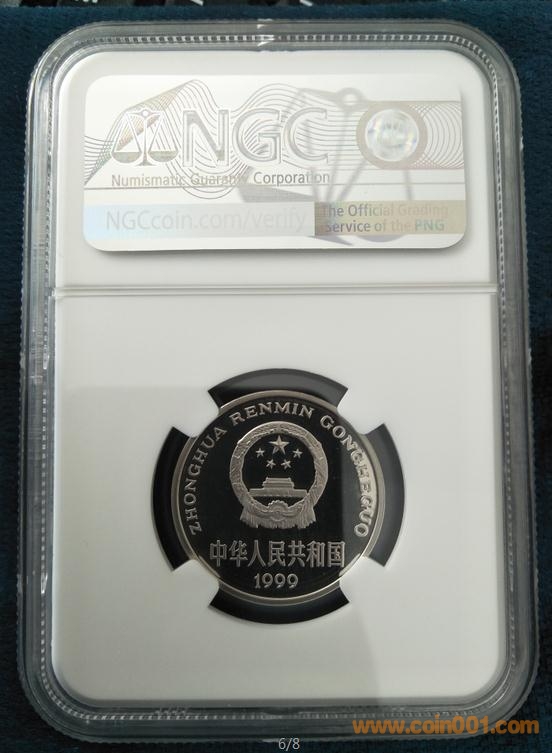 NGC
Numismatic Guaranty Corporation
NGCcoin.com/verify
The Official Grading
Service of the PNG
ZHONGHUA RENMIN GONGHEGUO
中华人民共和国
1999
www.coin001.com
6/8